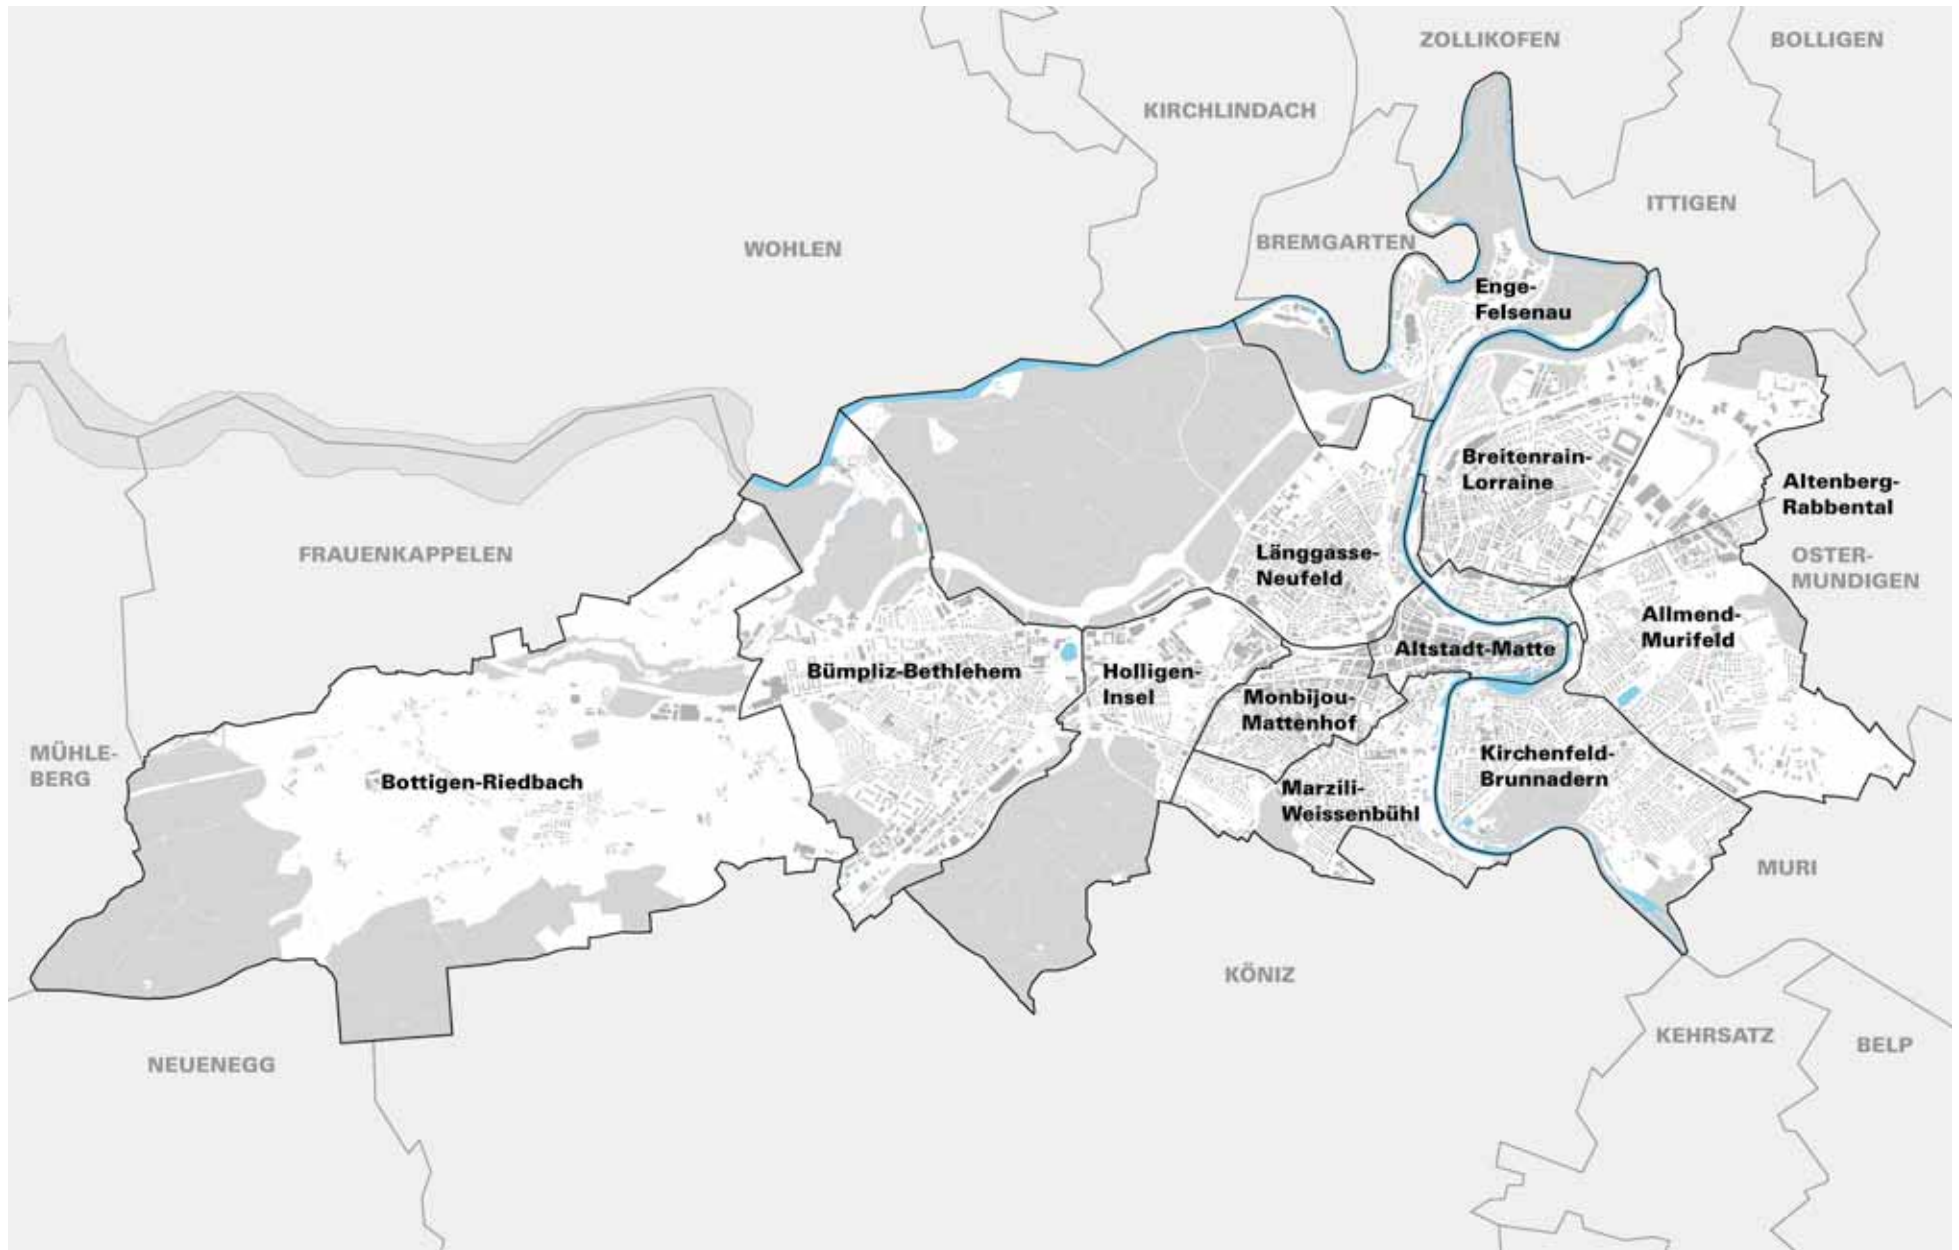 ZOLLIKOFEN
BOLLIGEN
KIRCHLINDACH
ITTIGEN
WOHLEN
BREMGARTEN
Enge-
Felsenau
Breitenrain-
Lorraine
Altenberg-
Rabbental
FRAUENKAPPELEN
Länggasse-
Neufeld
OSTER-
MUNDIGEN
Allmend-
Murifeld
Altstadt-Matte
Bümpliz-Bethlehem
Holligen-
Insel
Monbijou-
Mattenhof
MÜHLE-
BERG
Kirchenfeld-
Brunnadern
Bottigen-Riedbach
Marzili-
Weissenbühl
MURI
KÖNIZ
KEHRSATZ
BELP
NEUENEGG